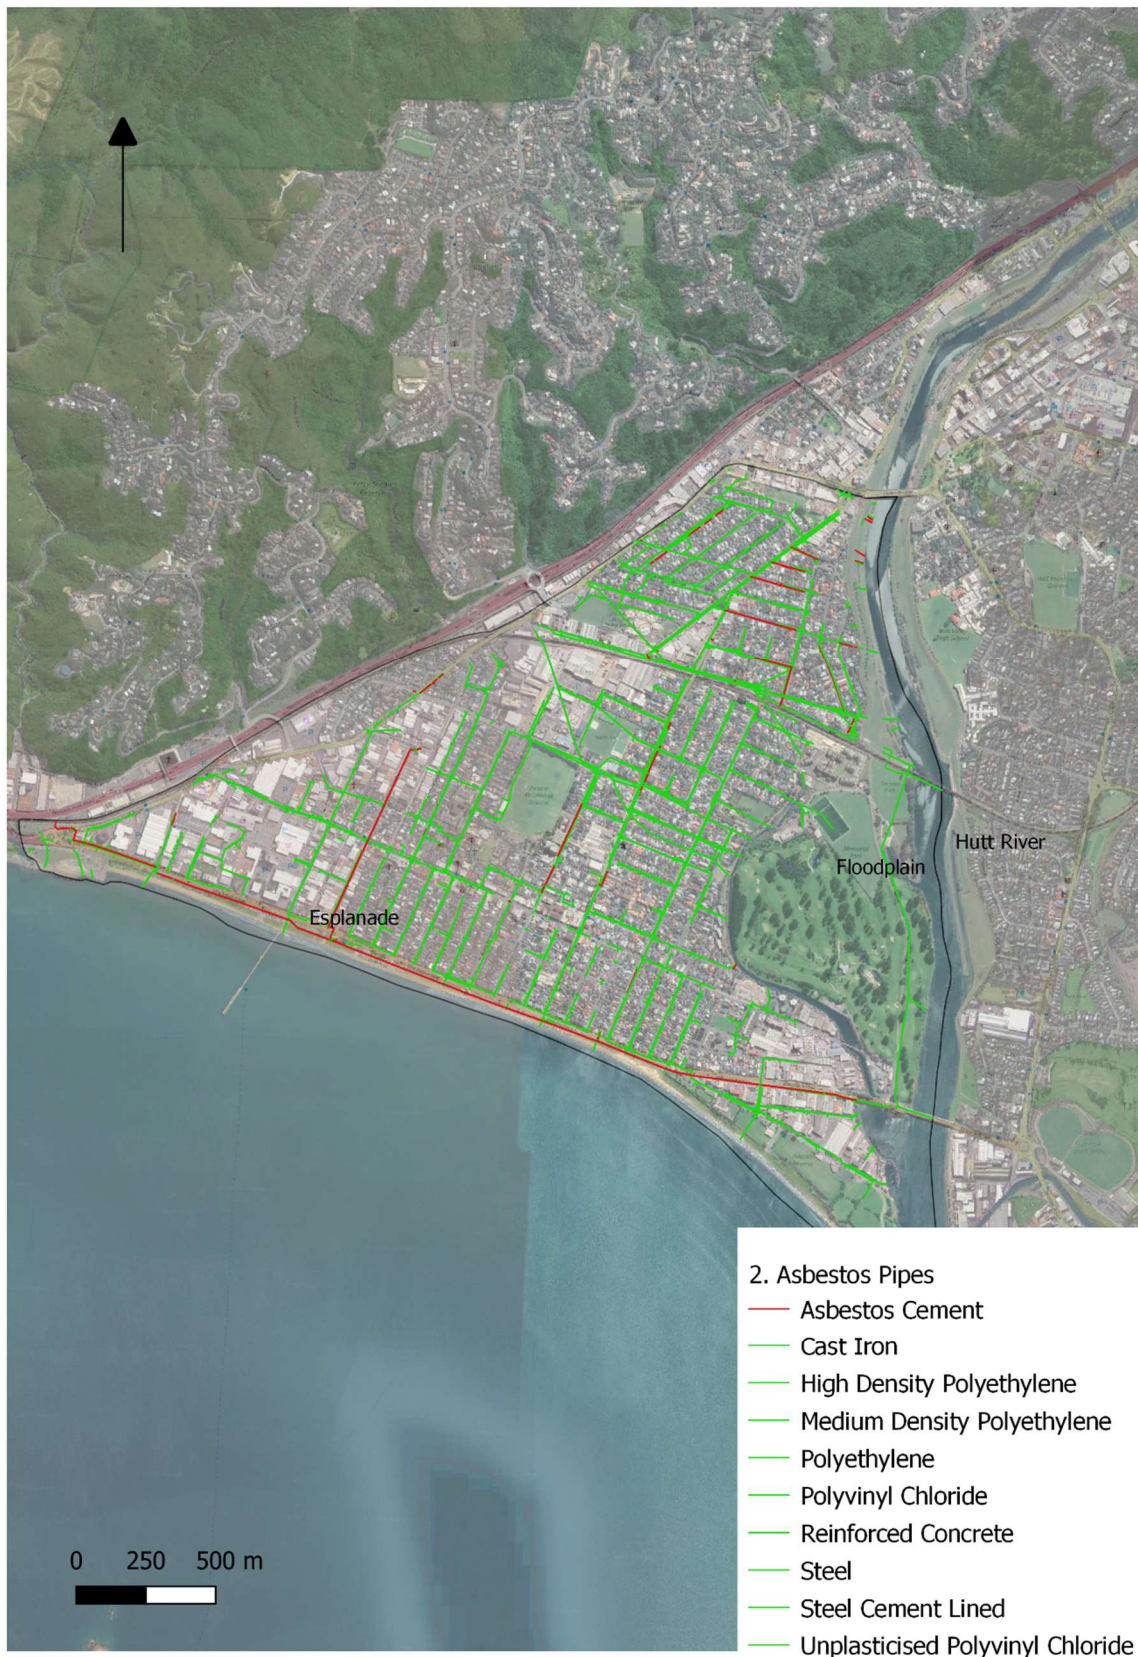 Hutt River
Floodplain
Esplanade
2. Asbestos Pipes
Asbestos Cement
Cast Iron
High Density Polyethylene
Medium Density Polyethylene
Polyethylene
Polyvinyl Chloride
Reinforced Concrete
Steel
Steel Cement Lined
Unplasticised Polyvinyl Chloride
0 250 500 m